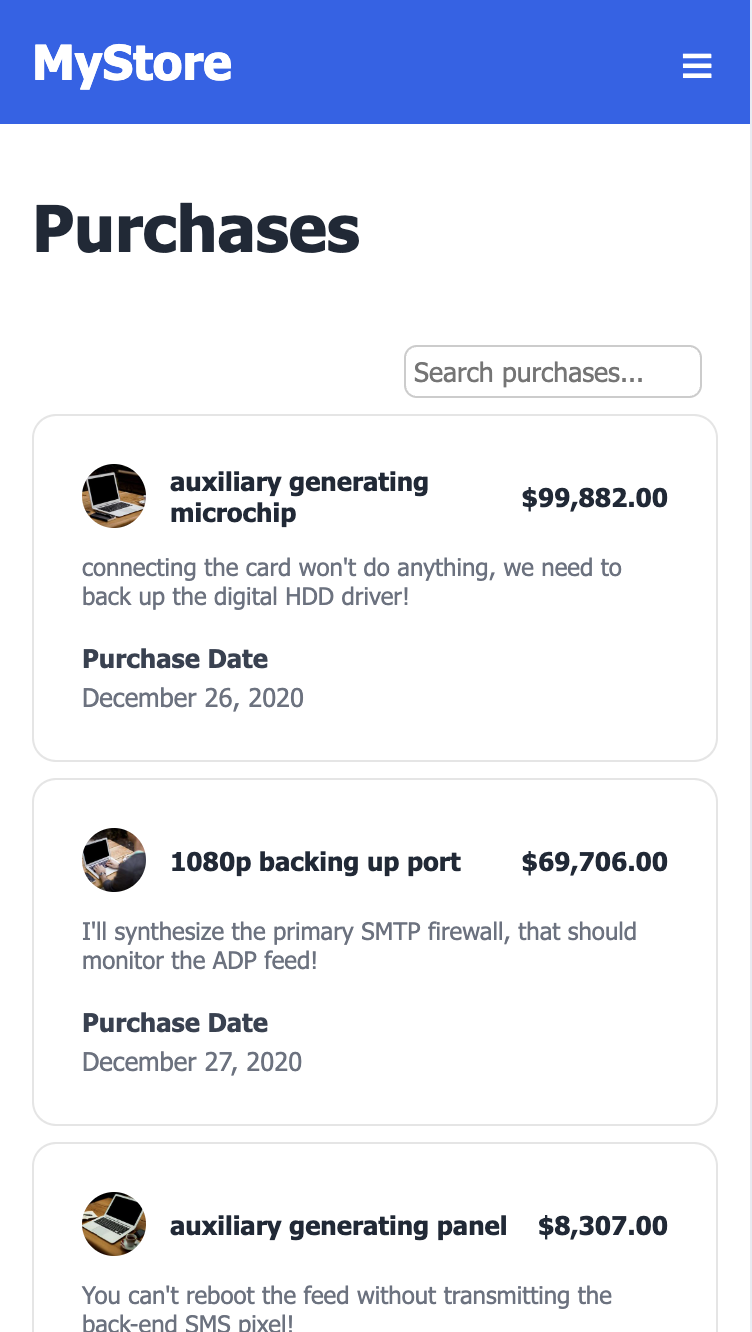 MyStore
Purchases
Search purchases...
auxiliary generating
microchip
$99,882.00
connecting the card won't do anything, we need to
back up the digital HDD driver!
Purchase Date
December 26, 2020
1080p backing up port
$69,706.00
I'll synthesize the primary SMTP firewall, that should
monitor the ADP feed!
Purchase Date
December 27, 2020
auxiliary generating panel
$8,307.00
You can't reboot the feed without transmitting the
back-end SMS pixel!